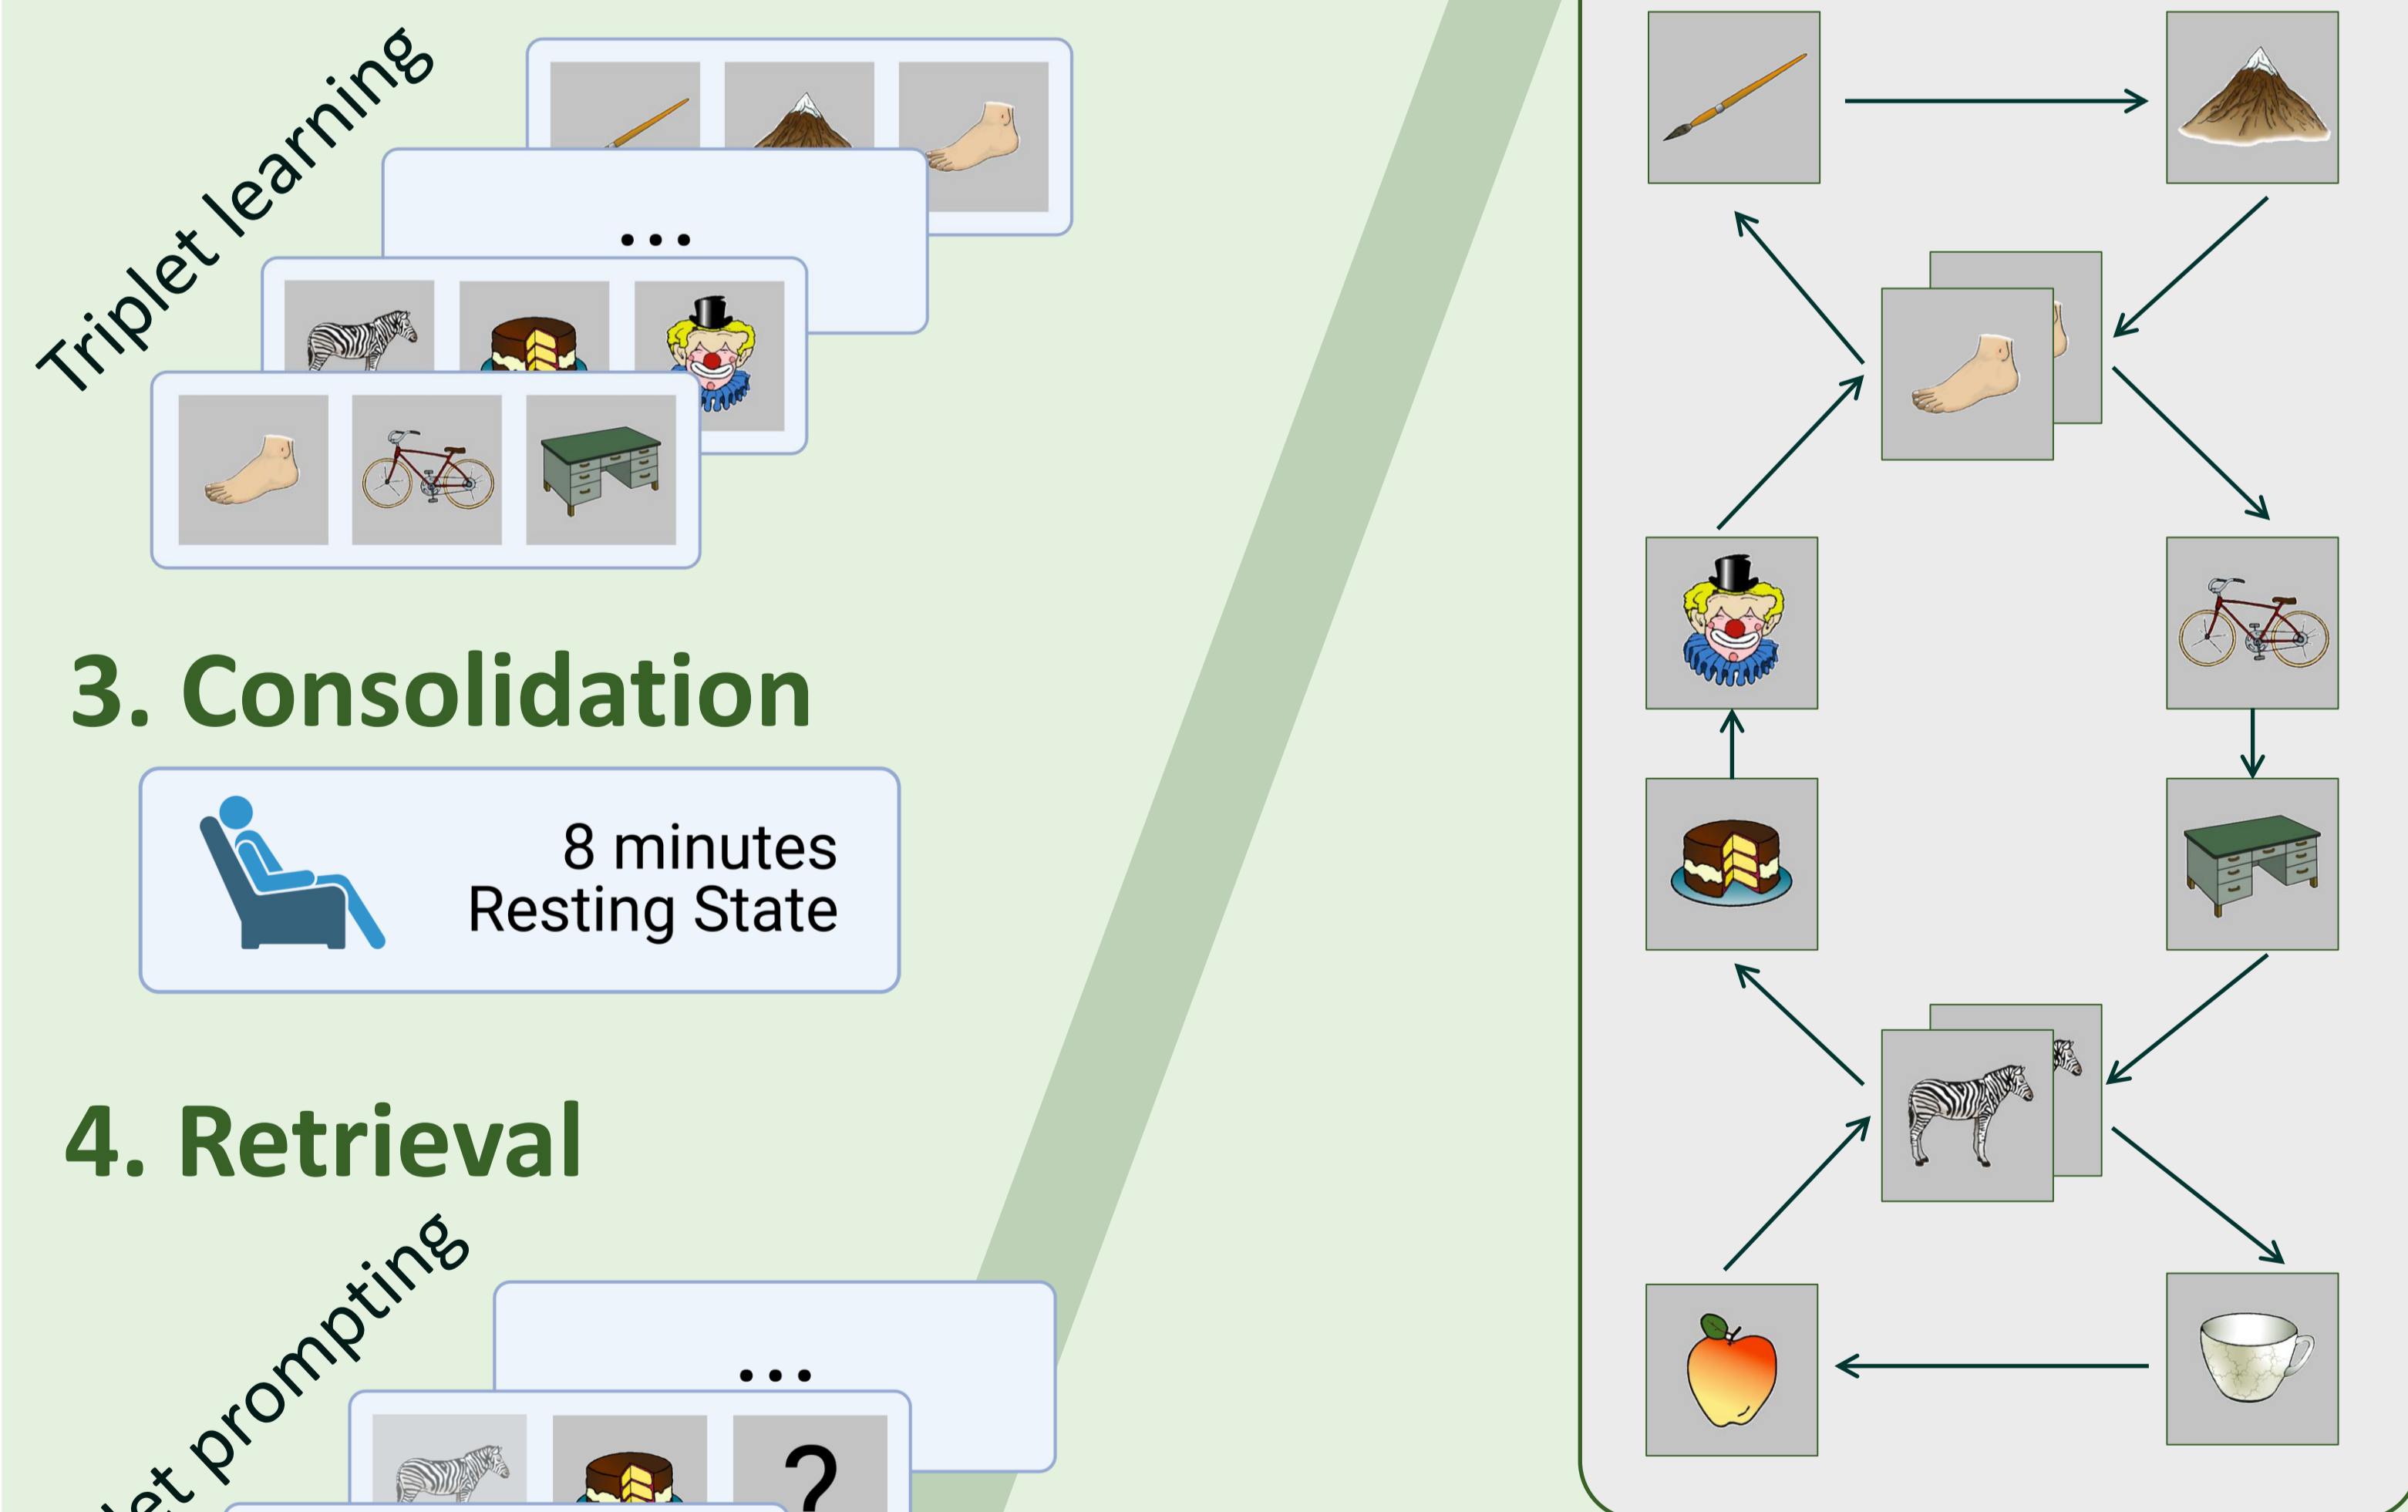 Triplet learning
...
3. Consolidation
8 minutes
Resting State
4. Retrieval
prompting
...
?